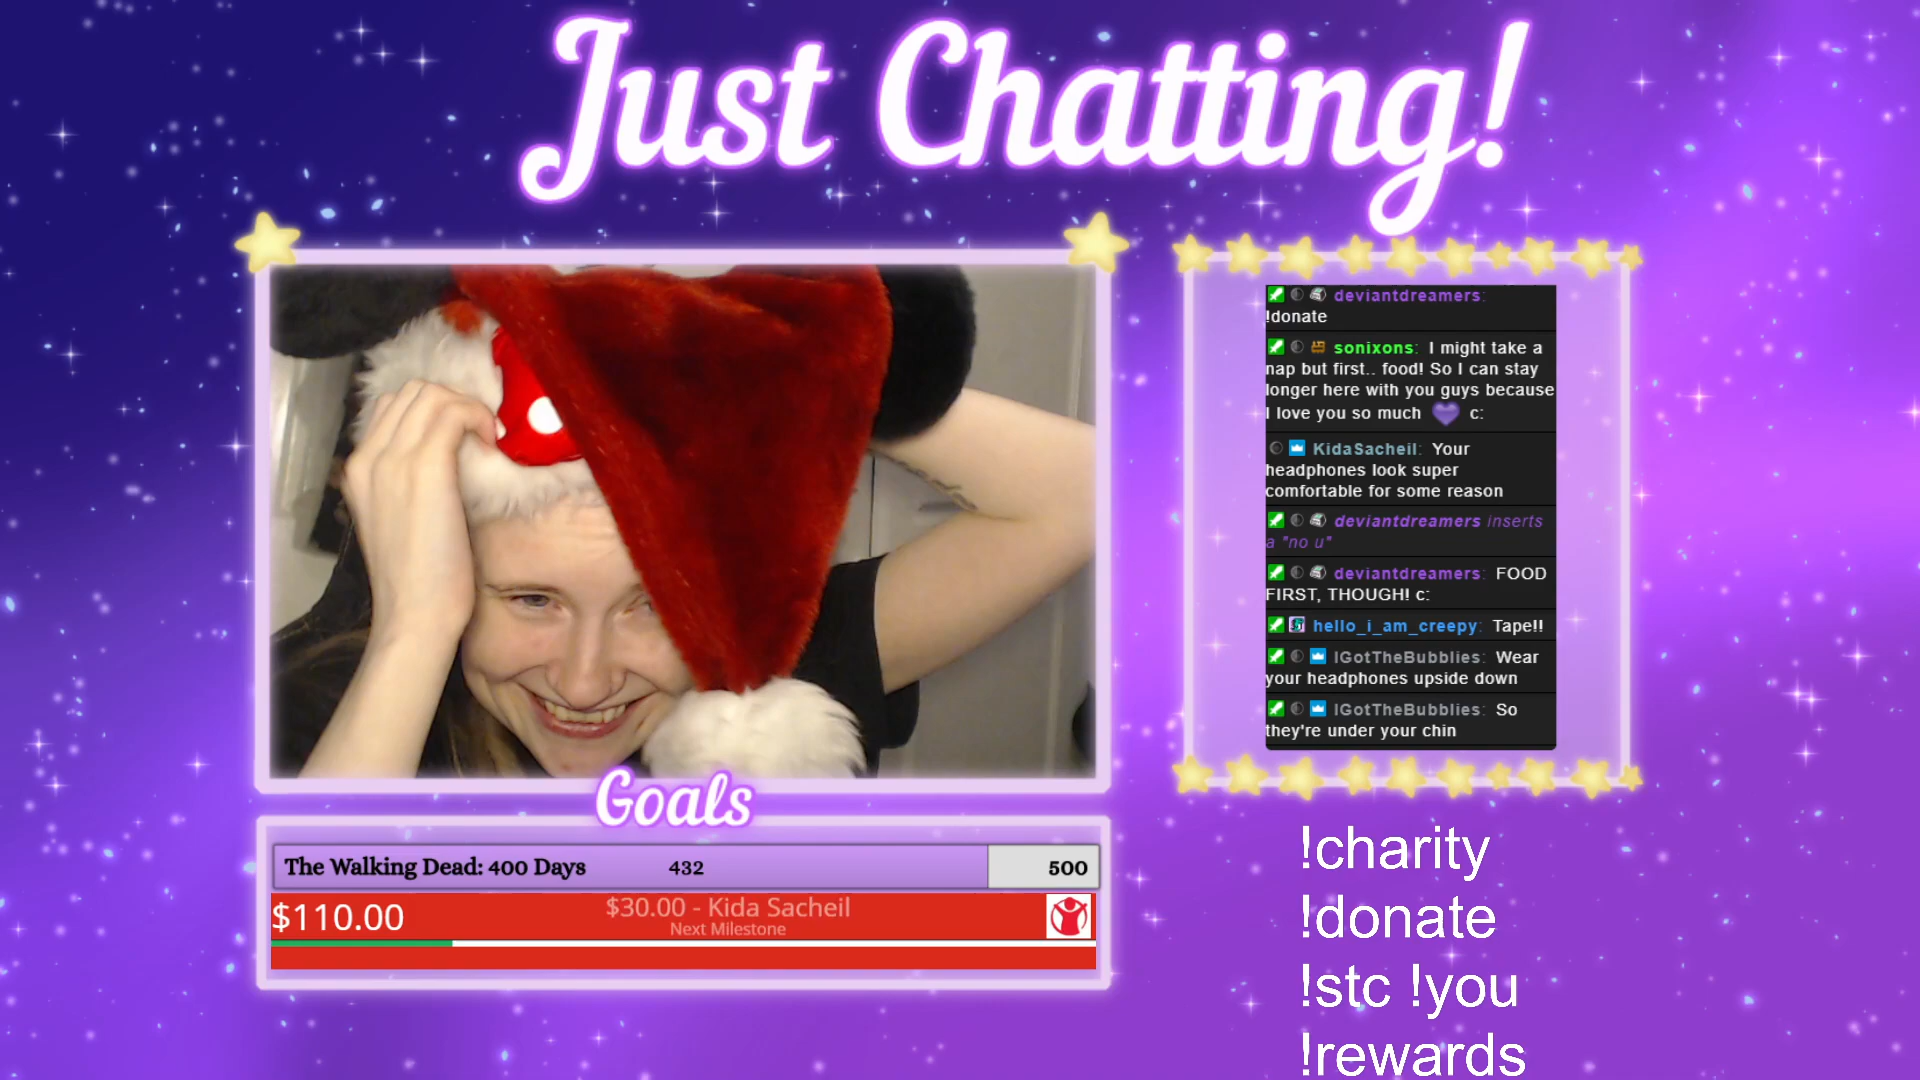 Just Chatting!
deviantdreamers:
!donate
sonixons: I might take a
nap but first.. food! So I can stay
longer here with you guys because
I love you so much c:
KidaSacheil: Your
headphones look super
comfortable for some reason
deviantdreamers inserts
a "no u"
deviantdreamers: FOOD
FIRST, THOUGH! c:
hello_i_am_creepy: Tape!!
IGotTheBubblies: Wear
your headphones upside down
IGotTheBubblies: So
they're under your chin
Goals
The Walking Dead: 400 Days 432 500
$110.00 $30.00 - Kida Sacheil
Next Milestone
!charity
!donate
!stc !you
!rewards